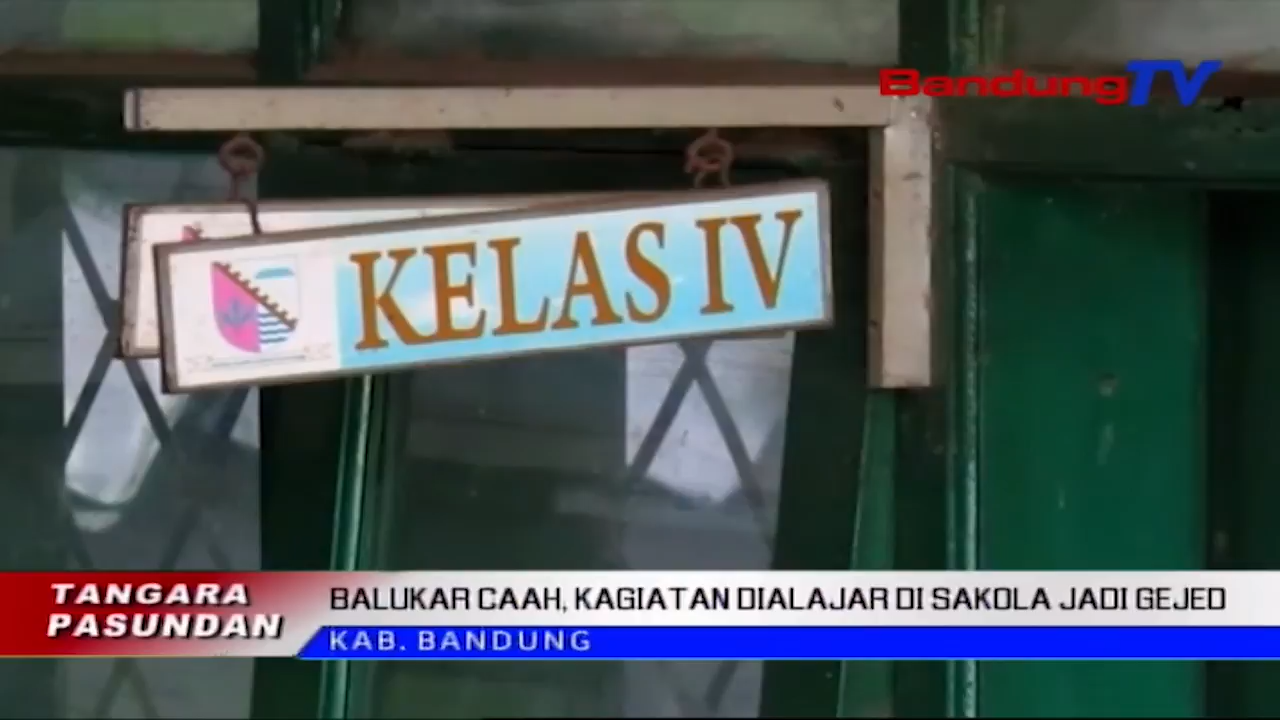 BandungTV
KELAS IV
TANGARA
PASUNDAN
BALUKAR CAAH, KAGIATAN DIALAJAR DI SAKOLA JADI GEJED
KAB. BANDUNG